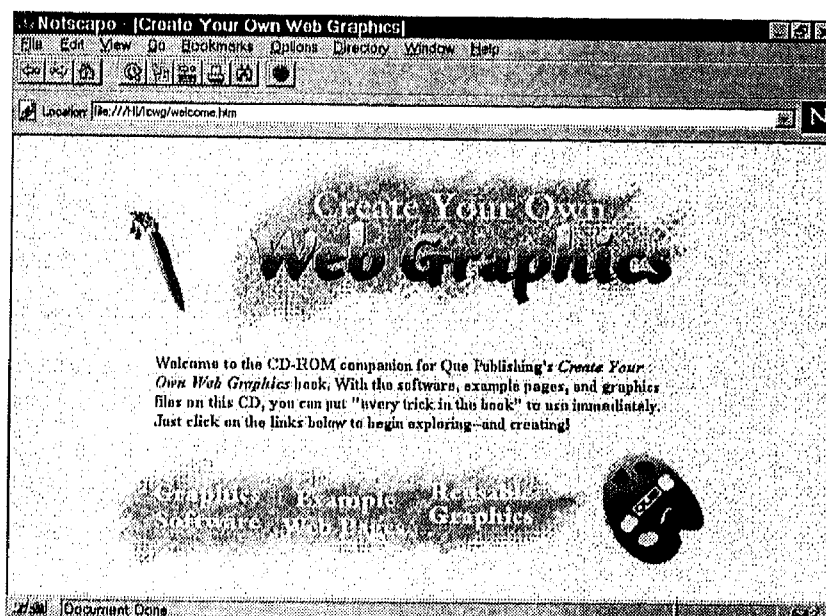 Netscape - [Create Your Own Web Graphics]
File Edit View Go Bookmarks Options Directory Window Help
Location: file:///H|/cwg/welcome.htm
N
Create Your Own
Web Graphics
Welcome to the CD-ROM companion for Que Publishing's Create Your
Own Web Graphics book. With the software, example pages, and graphics
files on this CD, you can put "every trick in the book" to use immediately.
Just click on the links below to begin exploring--and creating!
Graphics Example Reusable
Software Web Pages Graphics
Document Done